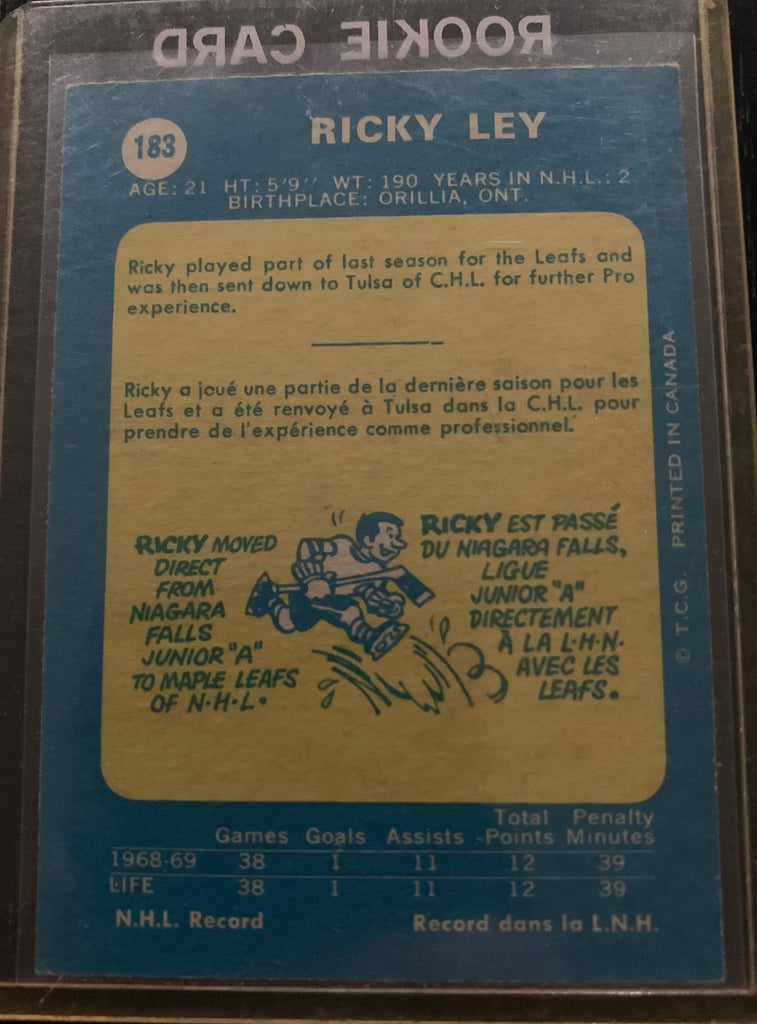 ROOKIE CARD
183
RICKY LEY
AGE: 21 HT: 5'9'' WT: 190 YEARS IN N.H.L.: 2
BIRTHPLACE: ORILLIA, ONT.
Ricky played part of last season for the Leafs and
was then sent down to Tulsa of C.H.L. for further Pro
experience.
Ricky a joué une partie de la dernière saison pour les
Leafs et a été renvoyé à Tulsa dans la C.H.L. pour
prendre de l'expérience comme professionnel.
RICKY MOVED
DIRECT
FROM
NIAGARA
FALLS
JUNIOR "A"
TO MAPLE LEAFS
OF N·H·L·
RICKY EST PASSÉ
DU NIAGARA FALLS,
LIGUE
JUNIOR "A"
DIRECTEMENT
À LA L·H·N·
AVEC LES
LEAFS.
© T.C.G. PRINTED IN CANADA
Games Goals Assists Total Points Penalty Minutes
1968-69 38 1 11 12 39
LIFE 38 1 11 12 39
N.H.L. Record Record dans la L.N.H.